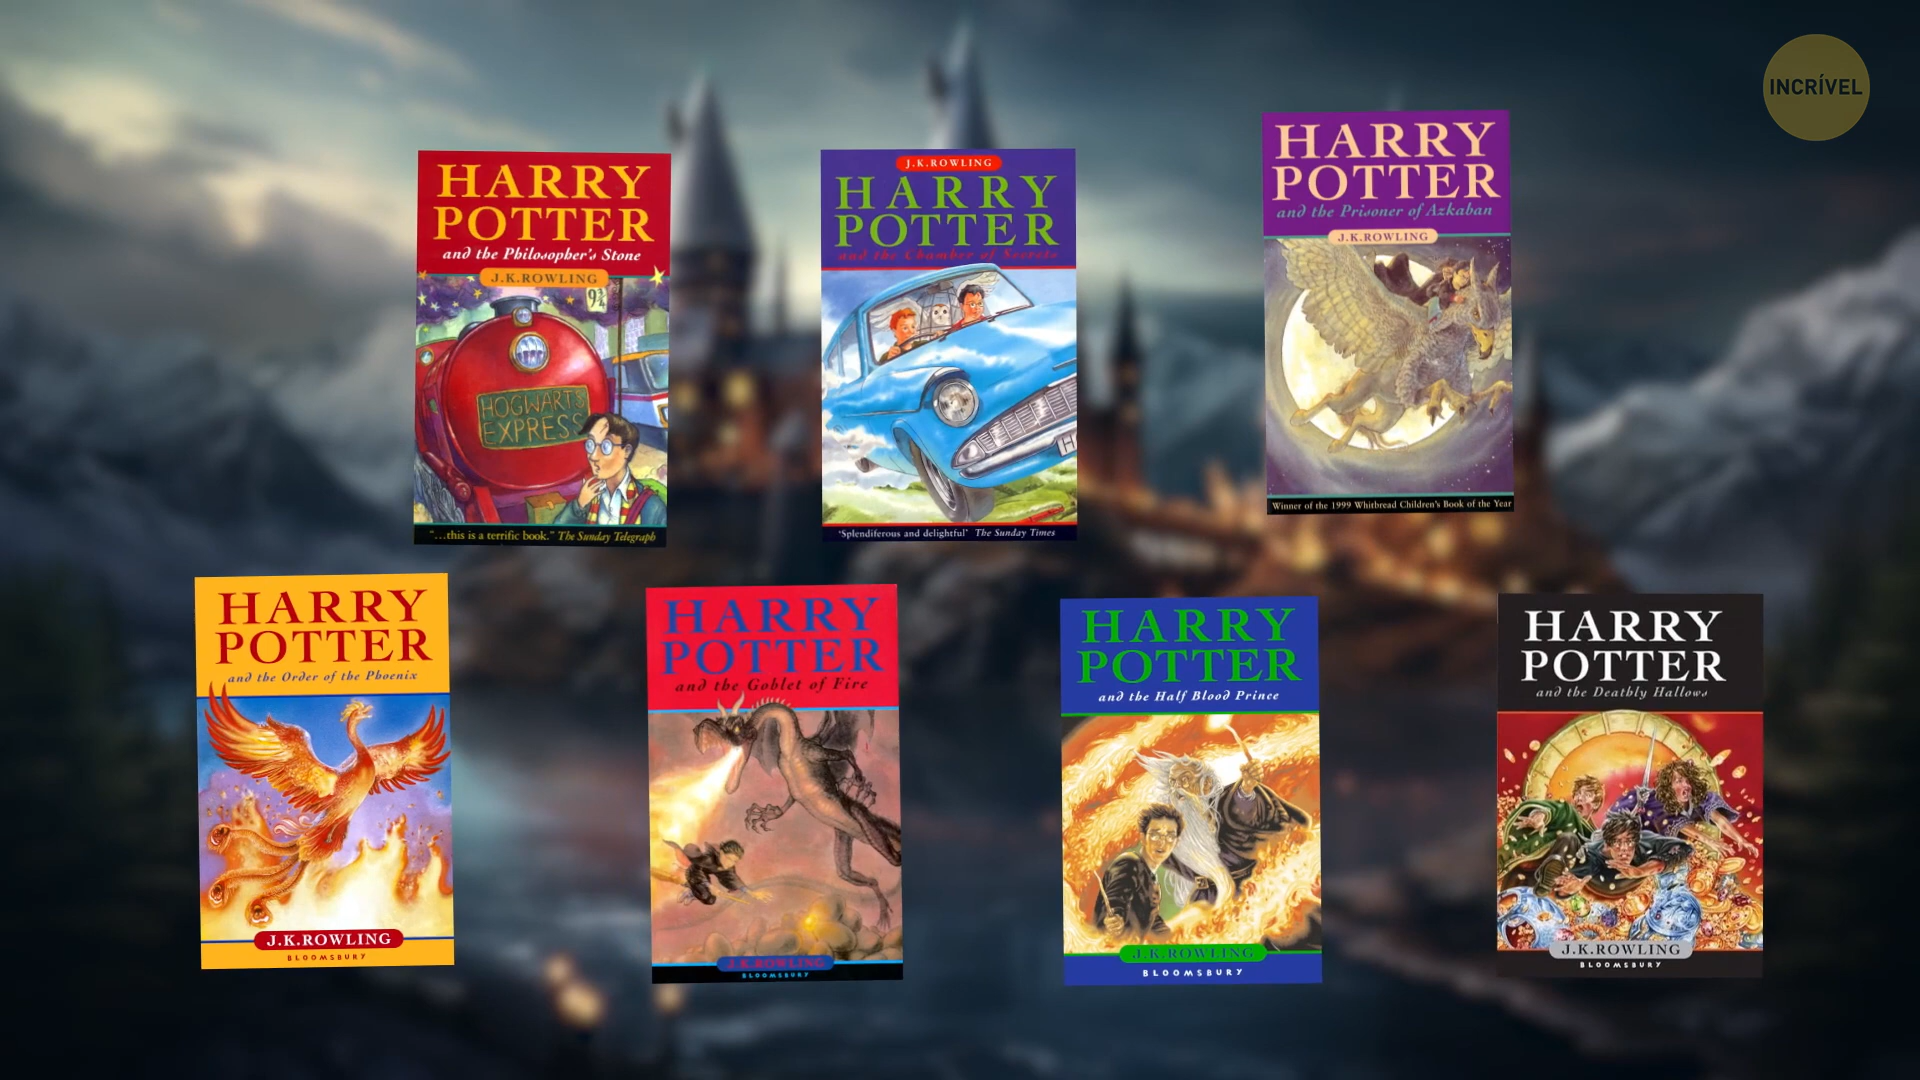 INCRÍVEL
HARRY
POTTER
and the Philosopher's Stone
J.K.ROWLING
9¾
HOGWARTS
EXPRESS
"...this is a terrific book." The Sunday Telegraph
J.K.ROWLING
HARRY
POTTER
and the Chamber of Secrets
'Splendiferous and delightful' The Sunday Times
HARRY
POTTER
and the Prisoner of Azkaban
J.K.ROWLING
Winner of the 1999 Whitbread Children's Book of the Year
HARRY
POTTER
and the Order of the Phoenix
J.K.ROWLING
BLOOMSBURY
HARRY
POTTER
and the Goblet of Fire
J.K.ROWLING
BLOOMSBURY
HARRY
POTTER
and the Half Blood Prince
J.K.ROWLING
BLOOMSBURY
HARRY
POTTER
and the Deathly Hallows
J.K.ROWLING
BLOOMSBURY